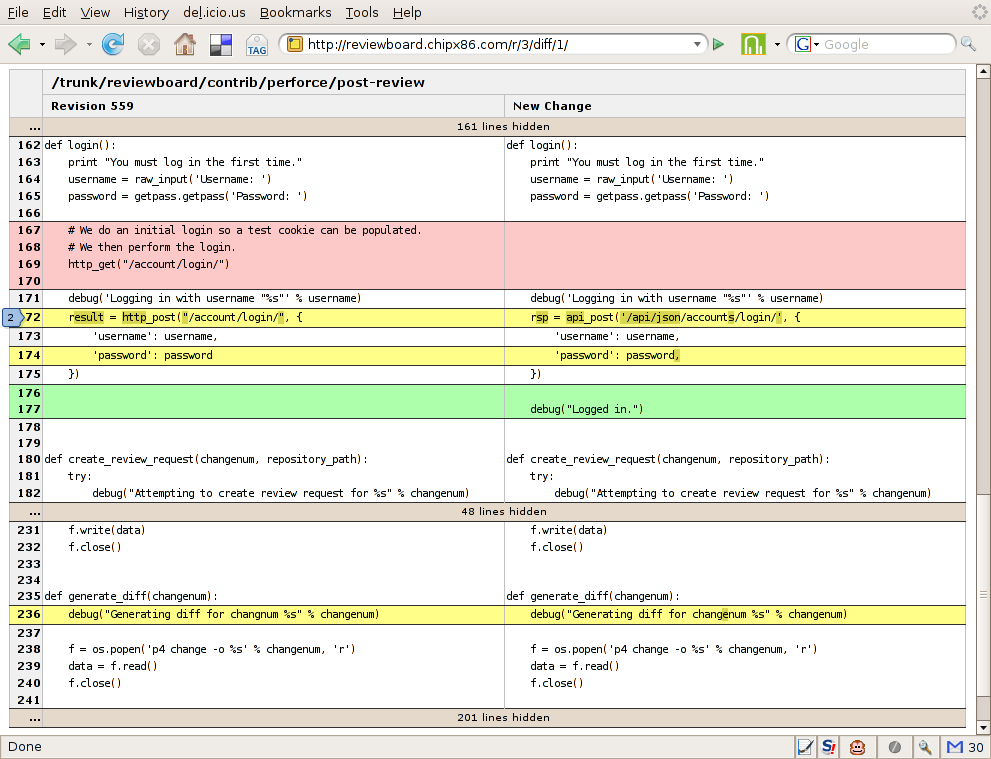 File Edit View History del.icio.us Bookmarks Tools Help
TAG http://reviewboard.chipx86.com/r/3/diff/1/ G Google
/trunk/reviewboard/contrib/perforce/post-review
Revision 559 New Change
... 161 lines hidden
162 def login(): def login():
163 print "You must log in the first time." print "You must log in the first time."
164 username = raw_input('Username: ') username = raw_input('Username: ')
165 password = getpass.getpass('Password: ') password = getpass.getpass('Password: ')
166
167 # We do an initial login so a test cookie can be populated.
168 # We then perform the login.
169 http_get("/account/login/")
170
171 debug('Logging in with username "%s"' % username) debug('Logging in with username "%s"' % username)
2 72 result = http_post("/account/login/", { rsp = api_post('/api/json/accounts/login/', {
173 'username': username, 'username': username,
174 'password': password 'password': password,
175 }) })
176
177 debug("Logged in.")
178
179
180 def create_review_request(changenum, repository_path): def create_review_request(changenum, repository_path):
181 try: try:
182 debug("Attempting to create review request for %s" % changenum) debug("Attempting to create review request for %s" % changenum)
... 48 lines hidden
231 f.write(data) f.write(data)
232 f.close() f.close()
233
234
235 def generate_diff(changenum): def generate_diff(changenum):
236 debug("Generating diff for changnum %s" % changenum) debug("Generating diff for changenum %s" % changenum)
237
238 f = os.popen('p4 change -o %s' % changenum, 'r') f = os.popen('p4 change -o %s' % changenum, 'r')
239 data = f.read() data = f.read()
240 f.close() f.close()
241
... 201 lines hidden
Done S! M 30